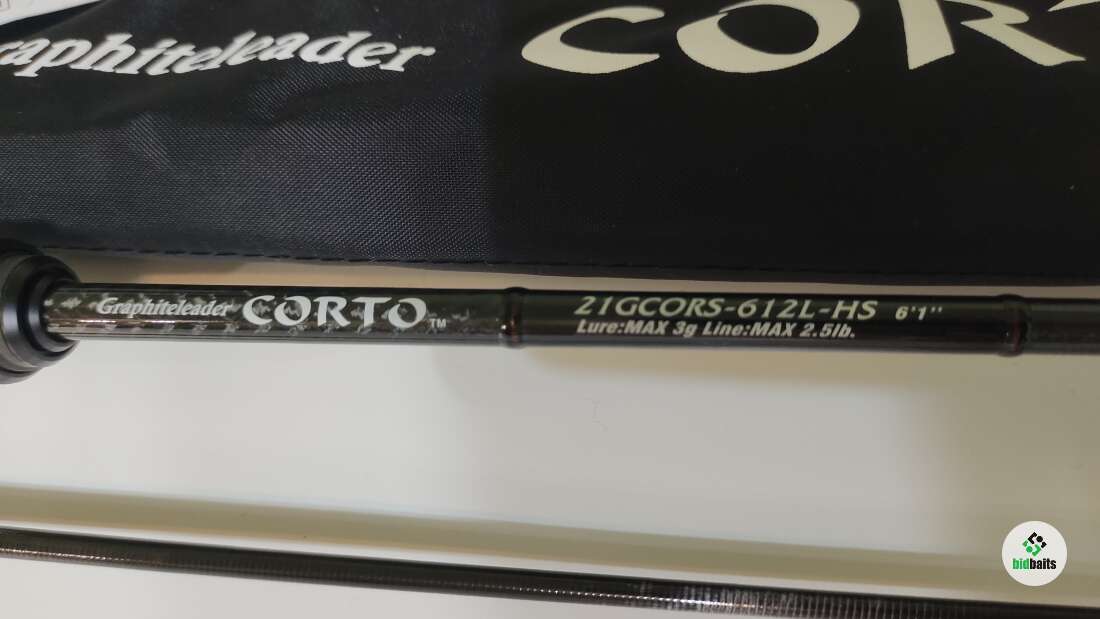 Graphiteleader CORT
Graphiteleader CORTO™ 21GCORS-612L-HS 6'1"
Lure:MAX 3g Line:MAX 2.5lb.
bidbaits